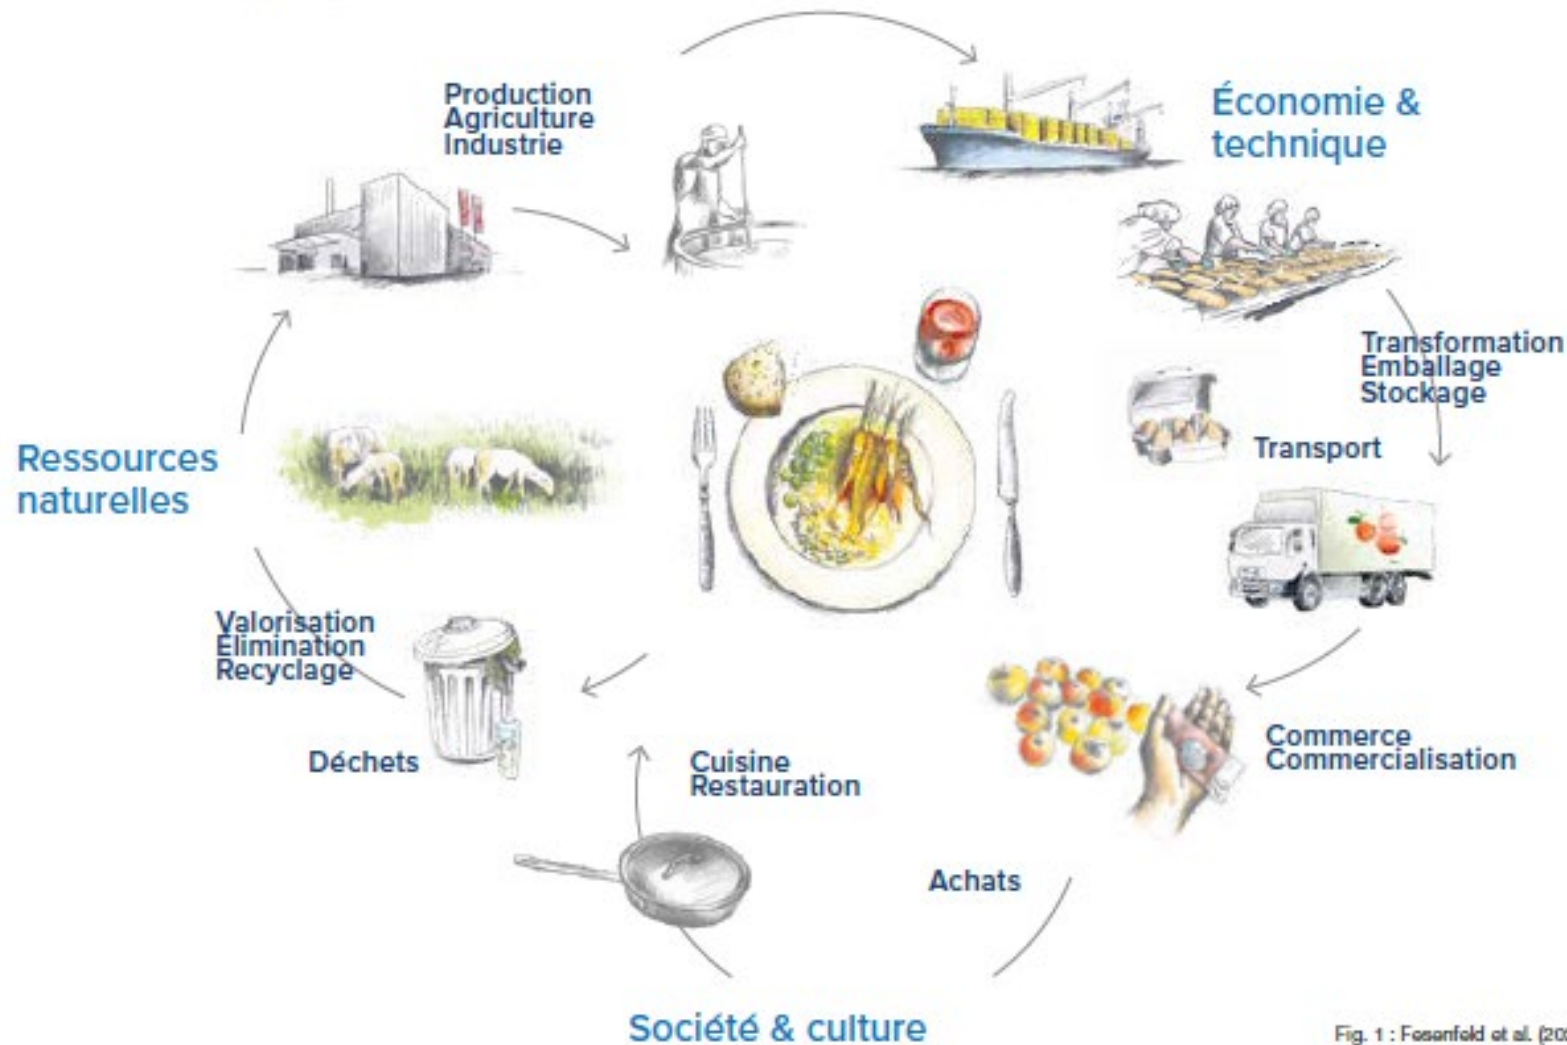 Production
Agriculture
Industrie
Économie &
technique
Transformation
Emballage
Stockage
Transport
Ressources
naturelles
Valorisation
Élimination
Recyclage
Déchets
Cuisine
Restauration
Commerce
Commercialisation
Achats
Société & culture
Fig. 1 : Fesenfeld et al.